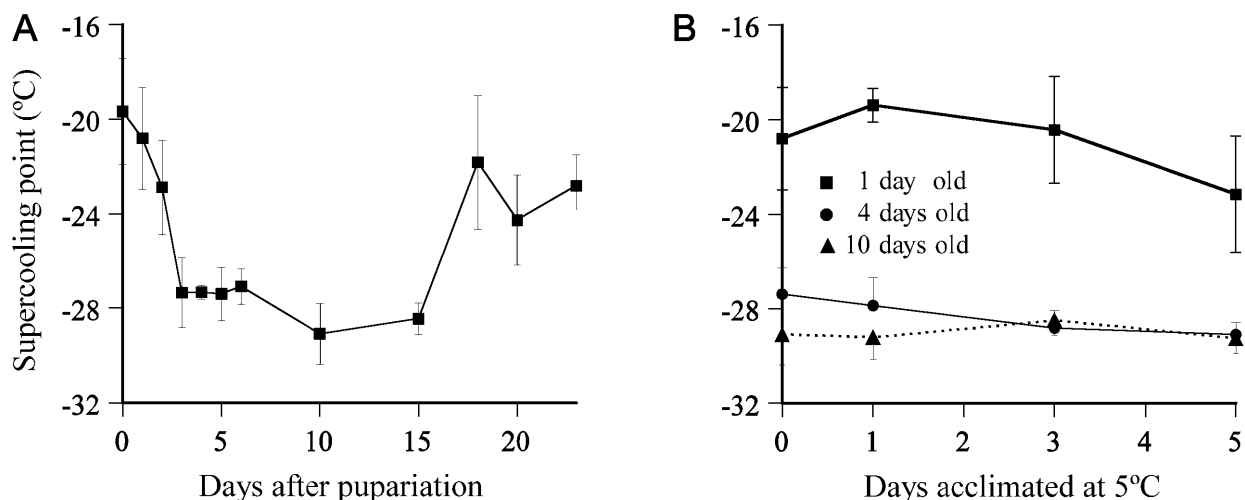 A
-16
-20
-24
-28
-32
Supercooling point (ºC)
0 5 10 15 20
Days after pupariation
B
-16
-20
-24
-28
-32
1 day old
4 days old
10 days old
0 1 2 3 4 5
Days acclimated at 5ºC